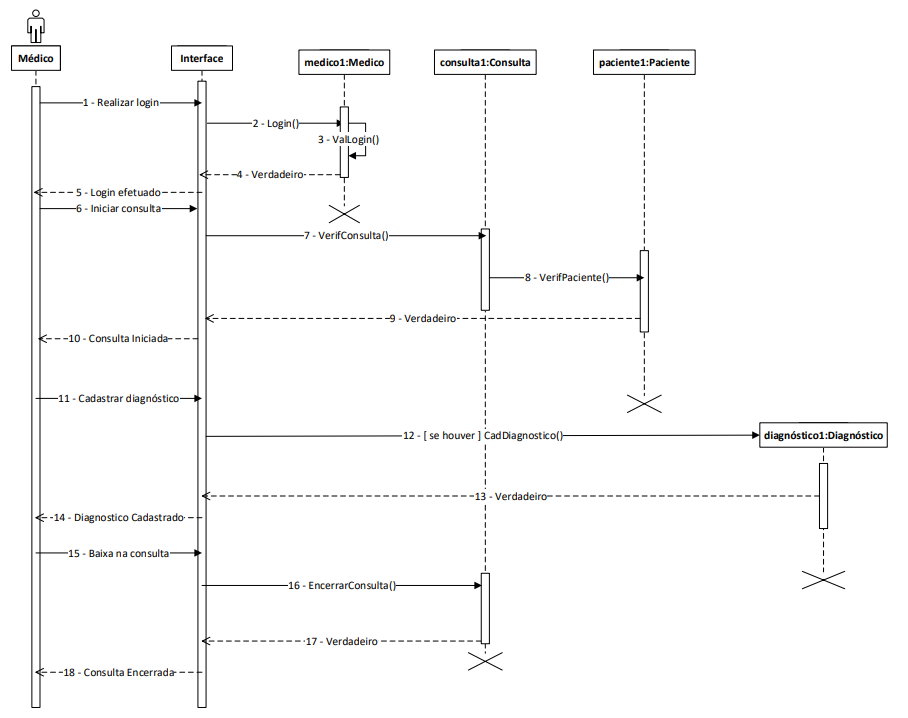 Médico
Interface
medico1:Medico
consulta1:Consulta
paciente1:Paciente
1 - Realizar login
2 - Login()
3 - ValLogin()
4 - Verdadeiro
5 - Login efetuado
6 - Iniciar consulta
7 - VerifConsulta()
8 - VerifPaciente()
9 - Verdadeiro
10 - Consulta Iniciada
11 - Cadastrar diagnóstico
12 - [ se houver ] CadDiagnostico()
diagnóstico1:Diagnóstico
13 - Verdadeiro
14 - Diagnostico Cadastrado
15 - Baixa na consulta
16 - EncerrarConsulta()
17 - Verdadeiro
18 - Consulta Encerrada